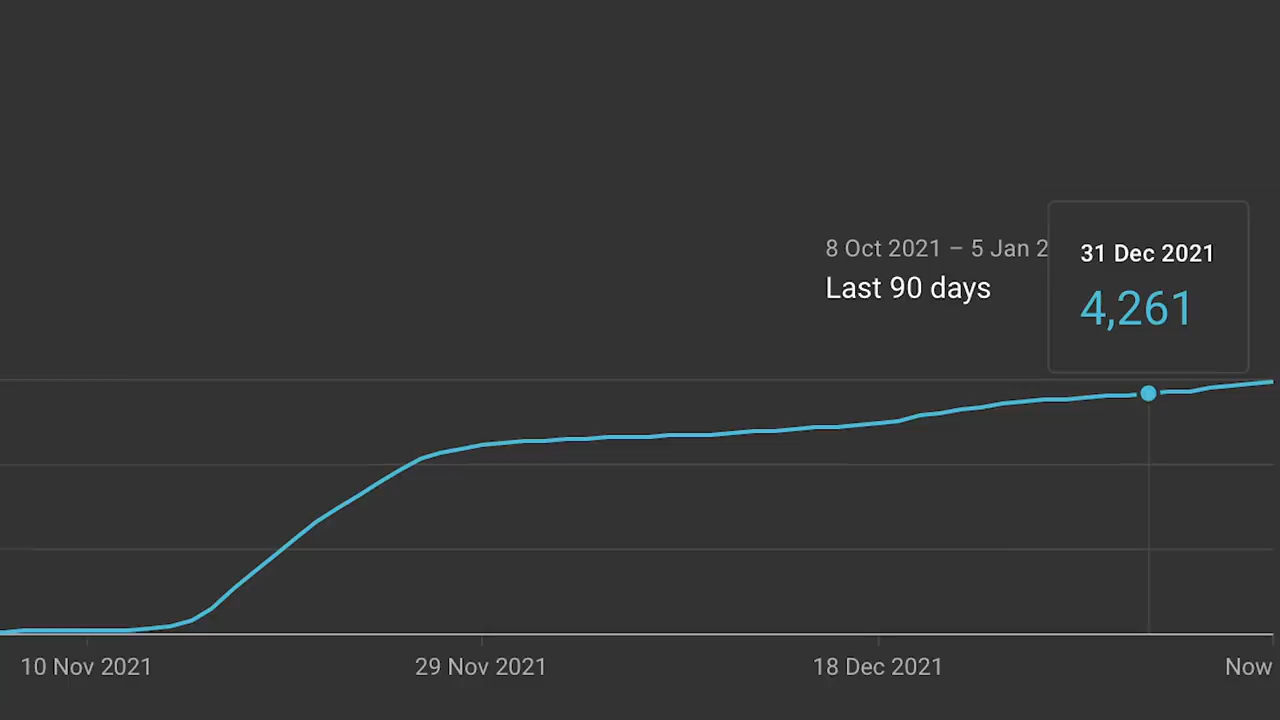 8 Oct 2021 – 5 Jan 2
Last 90 days
31 Dec 2021
4,261
10 Nov 2021
29 Nov 2021
18 Dec 2021
Now